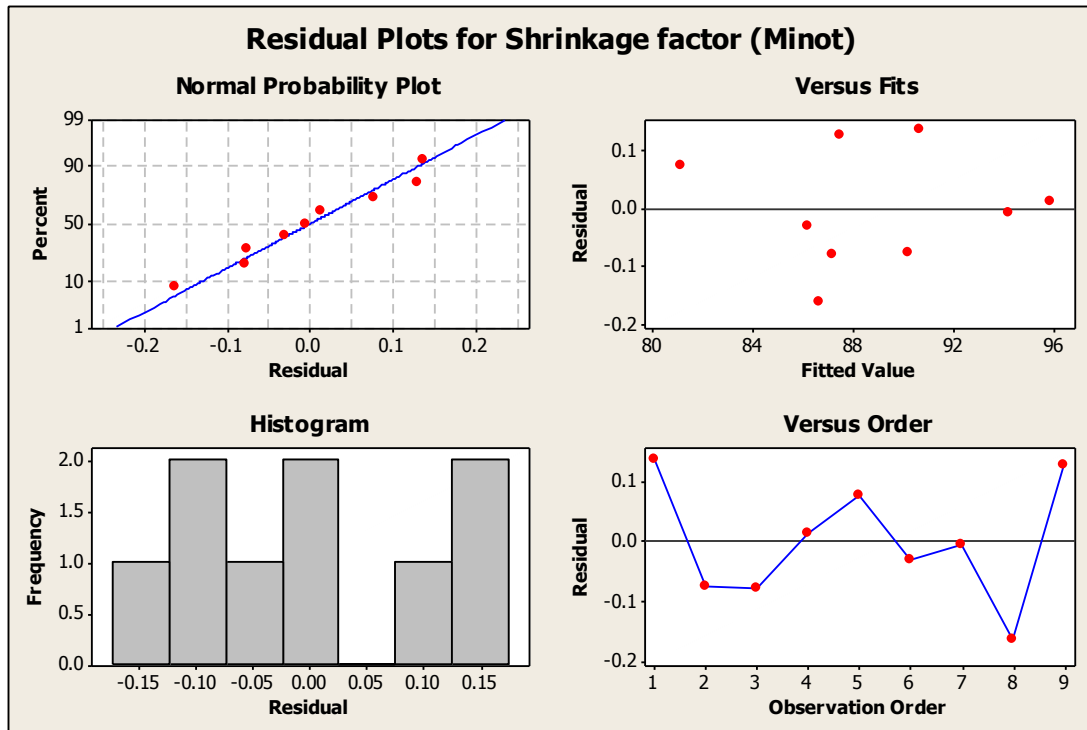 Residual Plots for Shrinkage factor (Minot)
Normal Probability Plot
99
90
50
10
1
Percent
-0.2 -0.1 0.0 0.1 0.2
Residual
Versus Fits
0.1
0.0
-0.1
-0.2
Residual
80 84 88 92 96
Fitted Value
Histogram
2.0
1.5
1.0
0.5
0.0
Frequency
-0.15 -0.10 -0.05 0.00 0.05 0.10 0.15
Residual
Versus Order
0.1
0.0
-0.1
-0.2
Residual
1 2 3 4 5 6 7 8 9
Observation Order